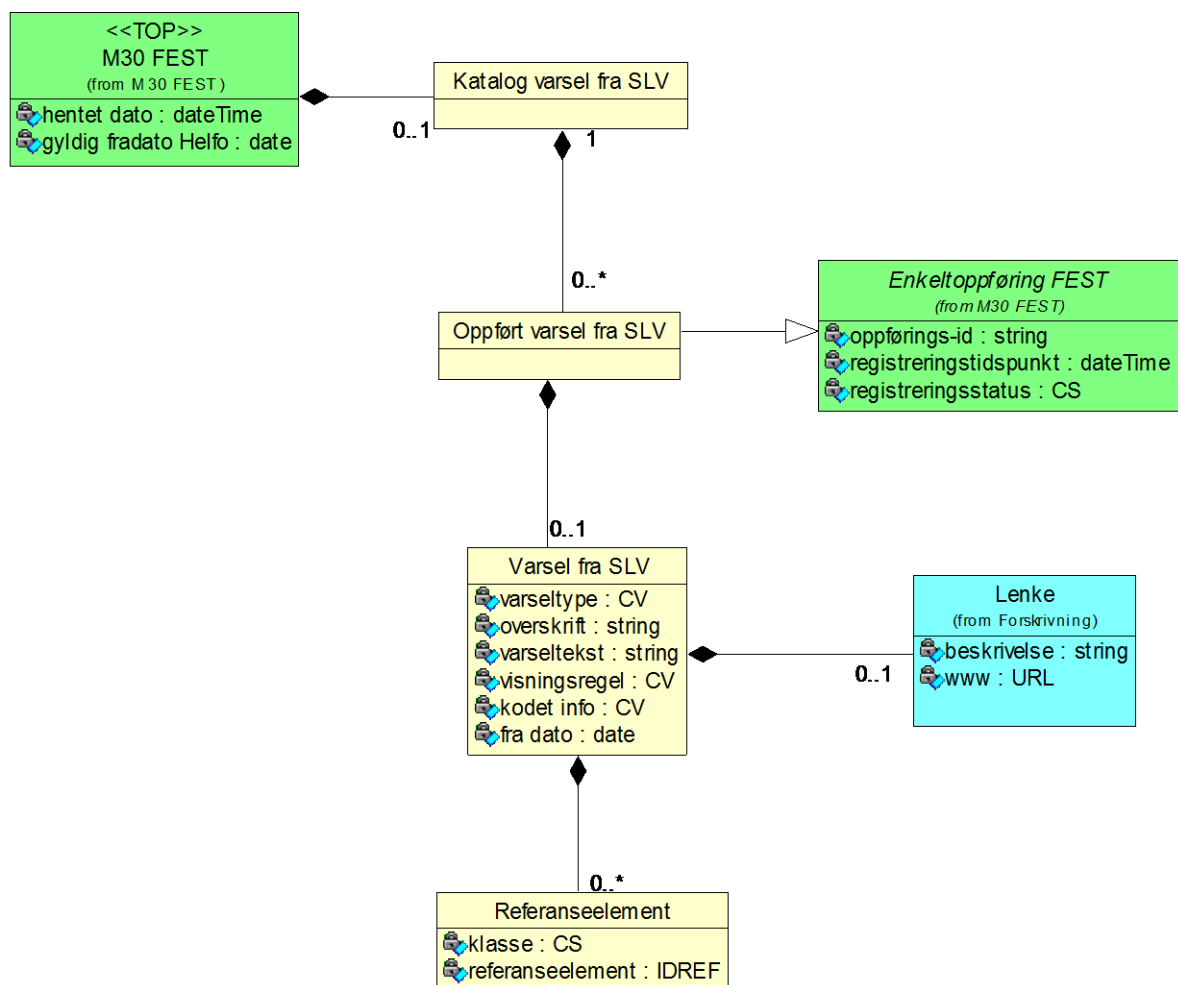 <<TOP>>
M30 FEST
(from M 30 FEST )
hentet dato : dateTime
gyldig fradato Helfo : date
Katalog varsel fra SLV
0..1
1
0..*
Oppført varsel fra SLV
Enkeltoppføring FEST
(from M30 FEST)
oppførings-id : string
registreringstidspunkt : dateTime
registreringsstatus : CS
0..1
Varsel fra SLV
varseltype : CV
overskrift : string
varseltekst : string
visningsregel : CV
kodet info : CV
fra dato : date
0..1
Lenke
(from Forskrivning)
beskrivelse : string
www : URL
0..*
Referanseelement
klasse : CS
referanseelement : IDREF